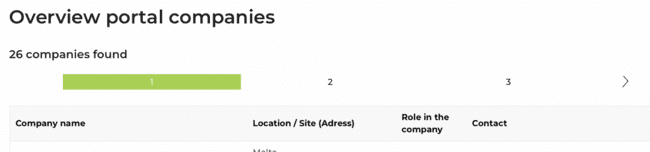 Overview portal companies
26 companies found
1 2 3
Company name Location / Site (Adress) Role in the company Contact